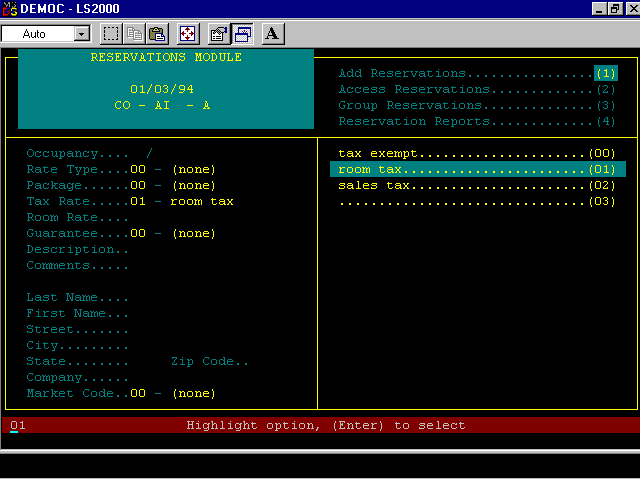 DEMOC - LS2000
Auto
A
RESERVATIONS MODULE
01/03/94
CO - AI  - A
Add Reservations................(1)
Access Reservations.............(2)
Group Reservations..............(3)
Reservation Reports.............(4)
Occupancy....  /
Rate Type....00 - (none)
Package......00 - (none)
Tax Rate.....01 - room tax
Room Rate....
Guarantee....00 - (none)
Description..
Comments.....
Last Name....
First Name...
Street.......
City.........
State........     Zip Code..
Company......
Market Code..00 - (none)
tax exempt.....................(00)
room tax.......................(01)
sales tax......................(02)
...............................(03)
01 Highlight option, (Enter) to select